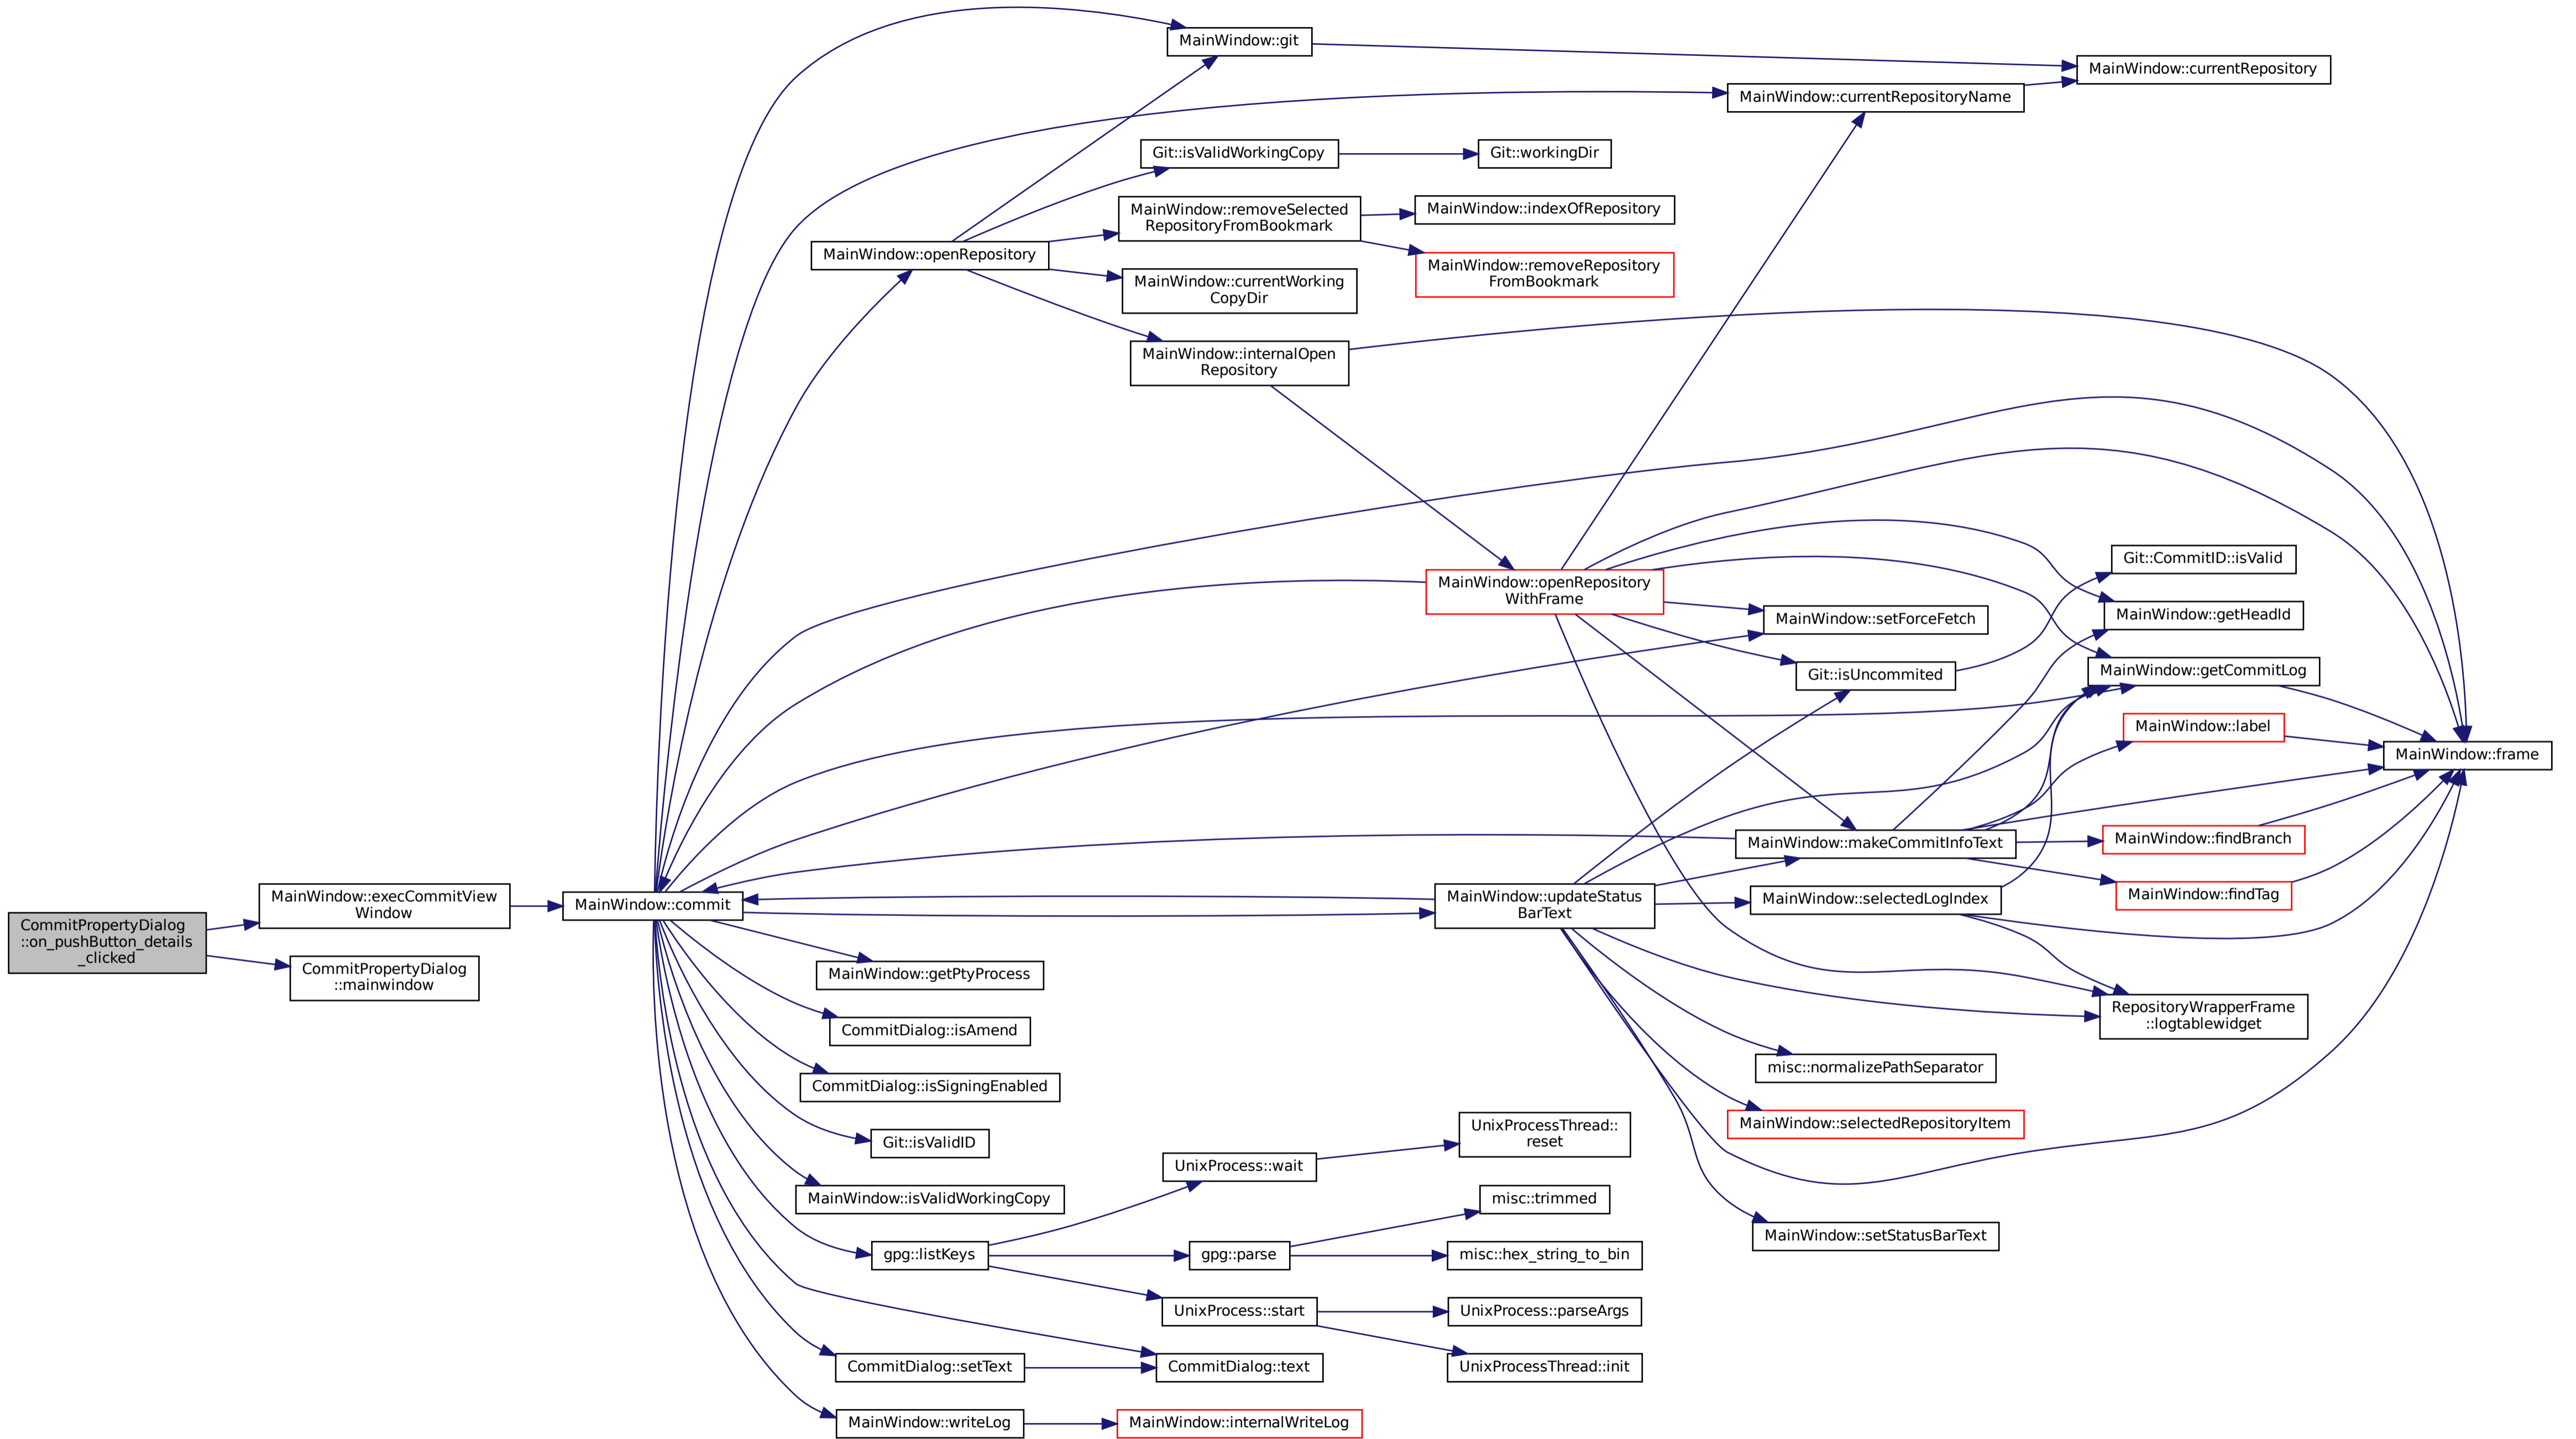 CommitPropertyDialog
::on_pushButton_details
_clicked
MainWindow::execCommitView
Window
CommitPropertyDialog
::mainwindow
MainWindow::commit
MainWindow::openRepository
MainWindow::getPtyProcess
CommitDialog::isAmend
CommitDialog::isSigningEnabled
Git::isValidID
MainWindow::isValidWorkingCopy
gpg::listKeys
CommitDialog::setText
MainWindow::writeLog
MainWindow::git
Git::isValidWorkingCopy
MainWindow::removeSelected
RepositoryFromBookmark
MainWindow::currentWorking
CopyDir
MainWindow::internalOpen
Repository
UnixProcess::wait
gpg::parse
UnixProcess::start
CommitDialog::text
MainWindow::internalWriteLog
Git::workingDir
MainWindow::indexOfRepository
MainWindow::removeRepository
FromBookmark
MainWindow::openRepository
WithFrame
MainWindow::updateStatus
BarText
UnixProcessThread::
reset
misc::trimmed
misc::hex_string_to_bin
UnixProcess::parseArgs
UnixProcessThread::init
MainWindow::currentRepositoryName
MainWindow::setForceFetch
Git::isUncommited
MainWindow::makeCommitInfoText
MainWindow::selectedLogIndex
misc::normalizePathSeparator
MainWindow::selectedRepositoryItem
MainWindow::setStatusBarText
MainWindow::currentRepository
Git::CommitID::isValid
MainWindow::getHeadId
MainWindow::getCommitLog
MainWindow::label
MainWindow::findBranch
MainWindow::findTag
RepositoryWrapperFrame
::logtablewidget
MainWindow::frame